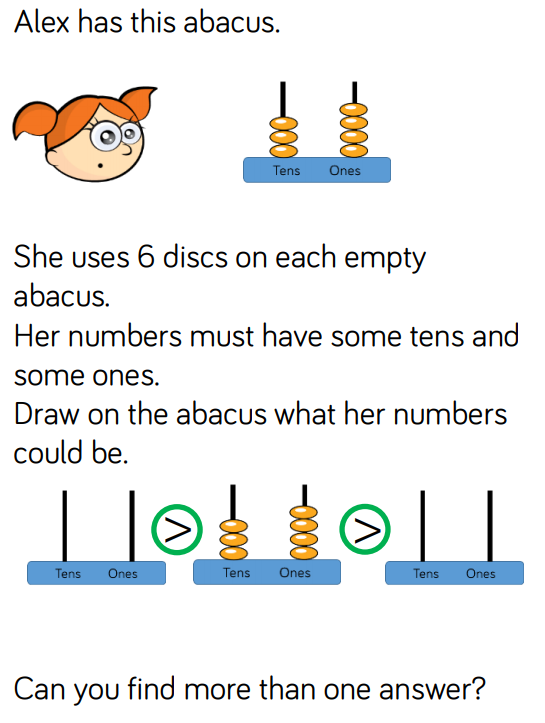 Alex has this abacus.
Tens Ones
She uses 6 discs on each empty
abacus.
Her numbers must have some tens and
some ones.
Draw on the abacus what her numbers
could be.
> >
Tens Ones Tens Ones Tens Ones
Can you find more than one answer?